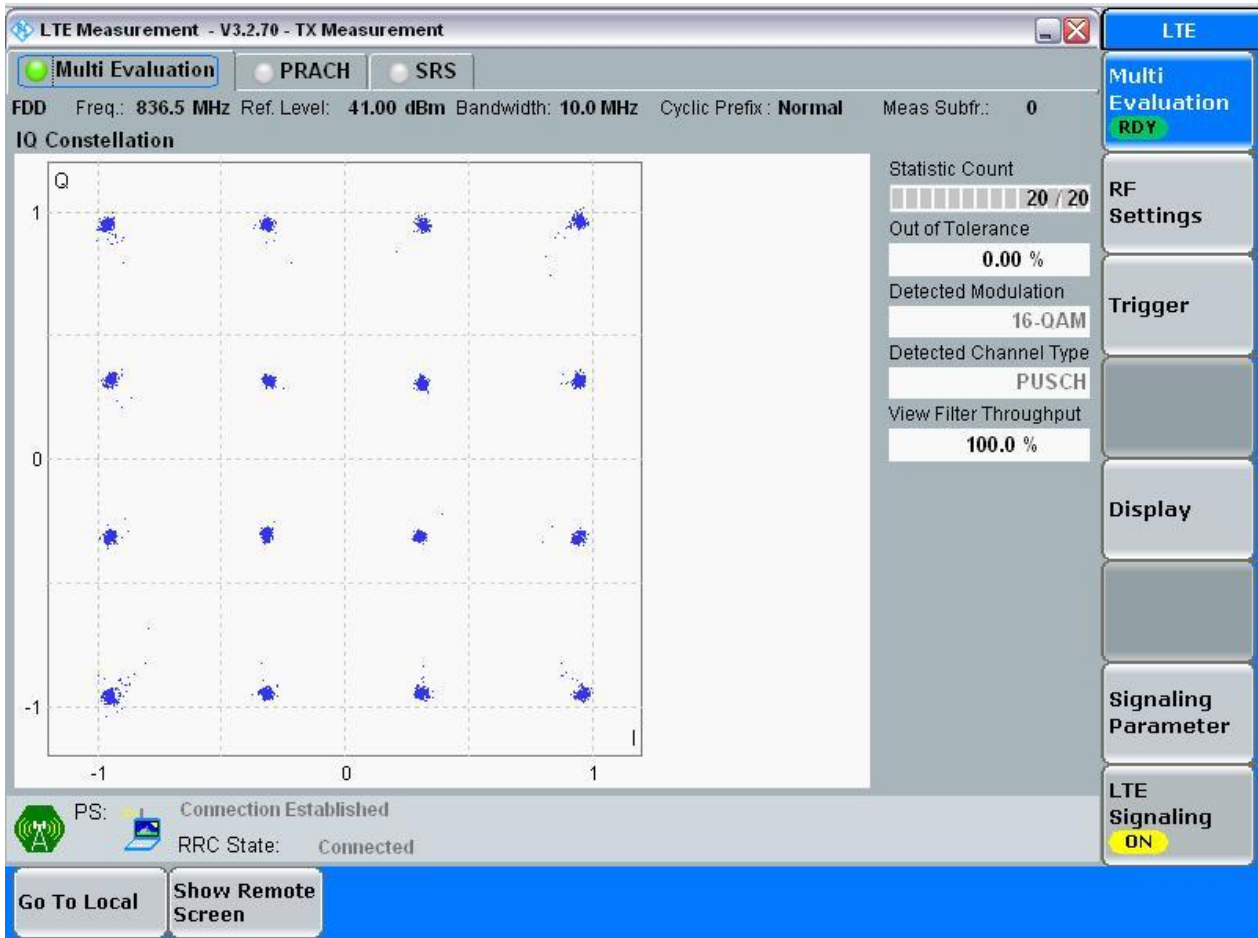 LTE Measurement - V3.2.70 - TX Measurement
LTE
Multi Evaluation PRACH SRS
FDD Freq.: 836.5 MHz Ref. Level: 41.00 dBm Bandwidth: 10.0 MHz Cyclic Prefix : Normal Meas Subfr.: 0
IQ Constellation
Q
1
0
-1
I
-1 0 1
Statistic Count
20 / 20
Out of Tolerance
0.00 %
Detected Modulation
16-QAM
Detected Channel Type
PUSCH
View Filter Throughput
100.0 %
Multi
Evaluation
RDY
RF
Settings
Trigger
Display
Signaling
Parameter
LTE
Signaling
ON
PS: Connection Established
RRC State: Connected
Go To Local
Show Remote
Screen